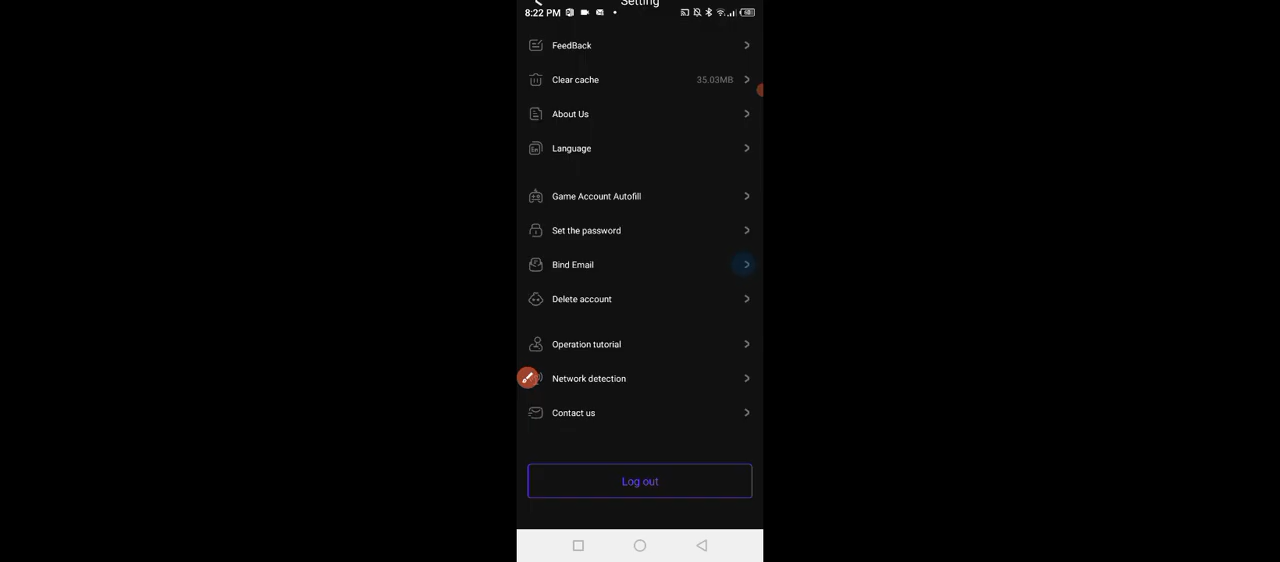 Setting
8:22 PM
60
FeedBack
Clear cache 35.03MB
About Us
Language
Game Account Autofill
Set the password
Bind Email
Delete account
Operation tutorial
Network detection
Contact us
Log out